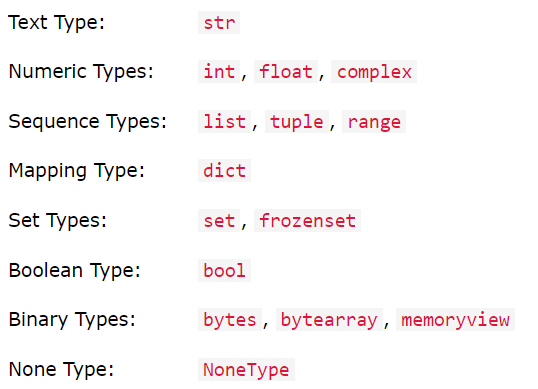 Text Type: str
Numeric Types: int, float, complex
Sequence Types: list, tuple, range
Mapping Type: dict
Set Types: set, frozenset
Boolean Type: bool
Binary Types: bytes, bytearray, memoryview
None Type: NoneType